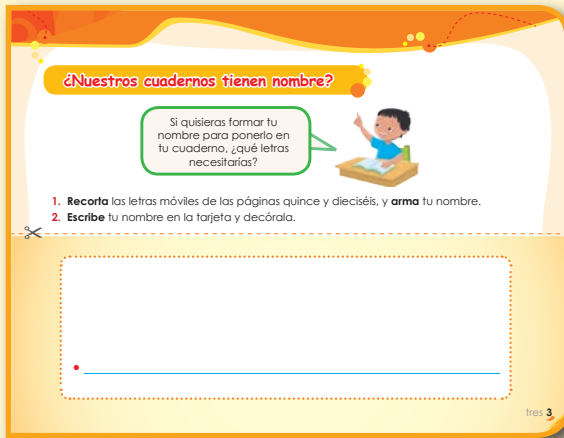 ¿Nuestros cuadernos tienen nombre?
Si quisieras formar tu
nombre para ponerlo en
tu cuaderno, ¿qué letras
necesitarías?
1. Recorta las letras móviles de las páginas quince y dieciséis, y arma tu nombre.
2. Escribe tu nombre en la tarjeta y decórala.
tres 3